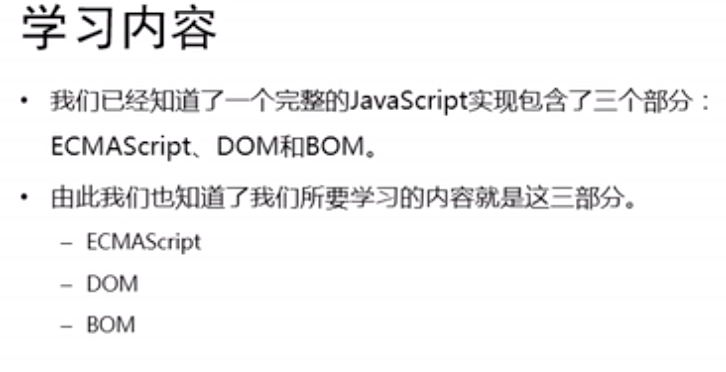 学习内容
• 我们已经知道了一个完整的JavaScript实现包含了三个部分：
ECMAScript、DOM和BOM。
• 由此我们也知道了我们所要学习的内容就是这三部分。
– ECMAScript
– DOM
– BOM